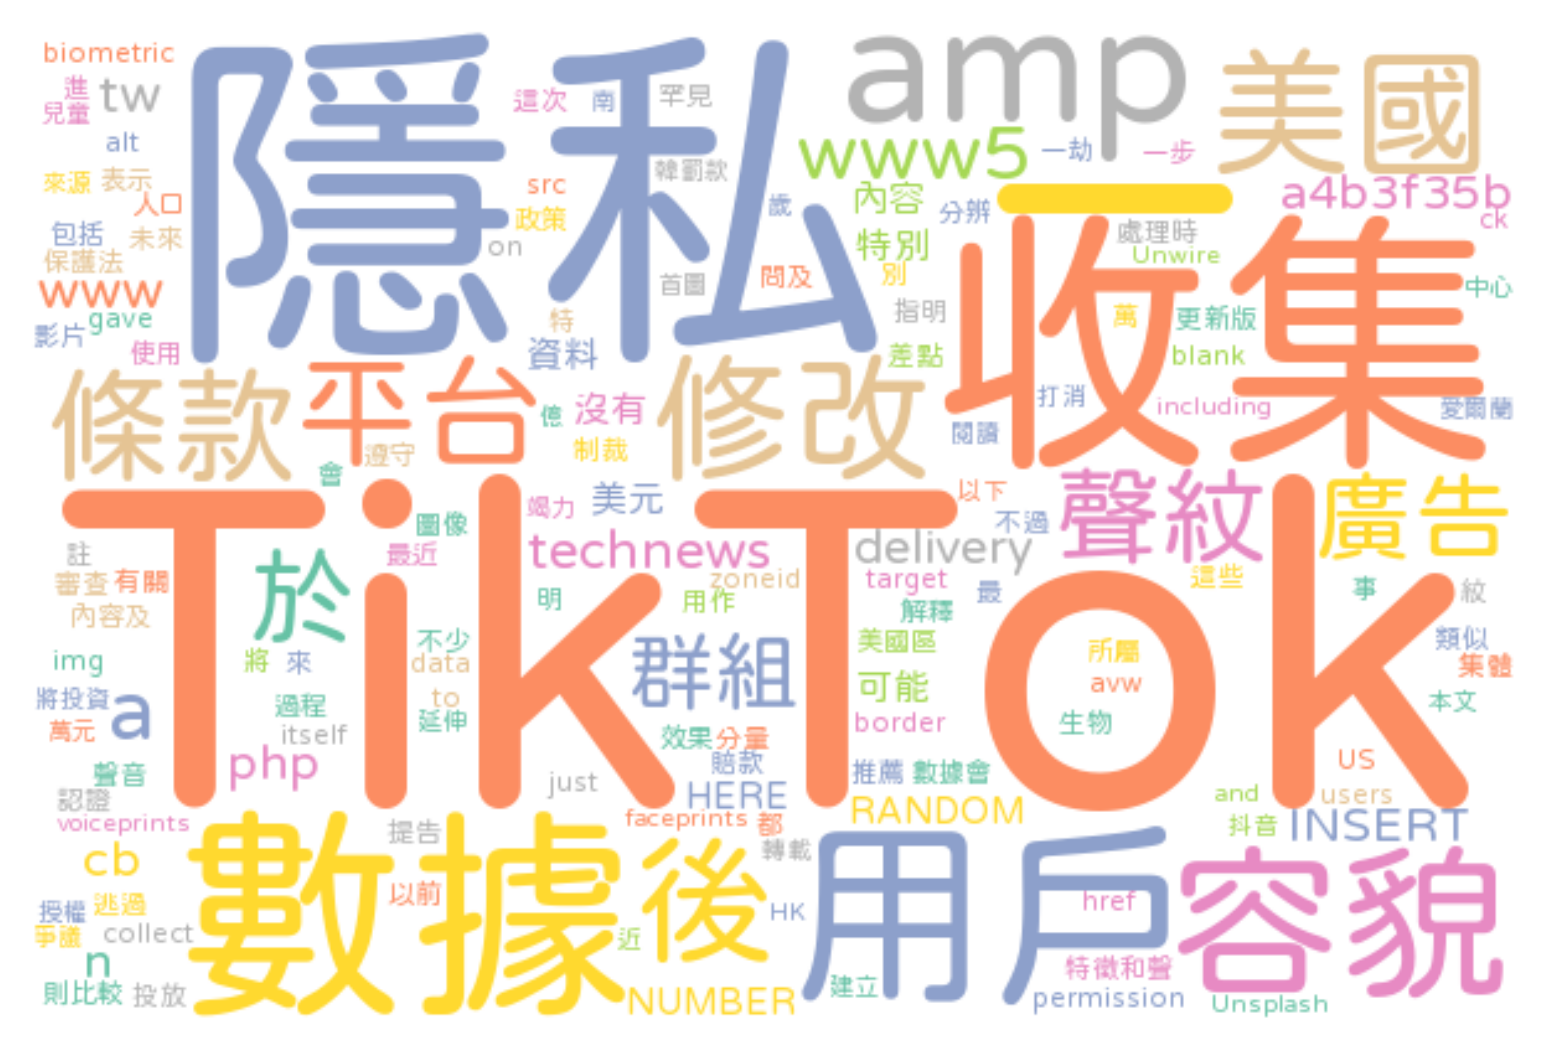 biometric
隱私
amp
美國
進
兒童
tw
這次
南
罕見
alt
www5
一劫
一步
來源
表示
人口
src
政策
韓罰款
歲
內容
分辨
一
a4b3f35b
ck
包括
未來
保護法
on
特別
處理時
Unwire
收集
www
gave
影片
使用
首圖
問及
別
指明
中心
特
資料
差點
萬
更新版
blank
條款
平台
億
沒有
修改
打消
including
愛爾蘭
閱讀
會
遵守
制裁
TikTok
圖像
最近
竭力
美元
technews
以下
不過
聲紋
廣告
delivery
註
審查
有關
內容及
於
明
用作
zoneid
target
最
這些
解釋
事
紋
img
將
來
不少
data
群組
美國區
所屬
類似
集體
將投資
萬元
a
過程
itself
to
延伸
可能
avw
border
生物
本文
php
聲音
效果
分量
賠款
just
HERE
推薦
數據會
US
認證
voiceprints
faceprints
都
RANDOM
and
users
抖音
INSERT
cb
數據
提告
後
轉載
用戶
容貌
授權
逃過
爭議
collect
以前
HK
href
n
近
則比較
投放
NUMBER
建立
特徵和聲
permission
Unsplash